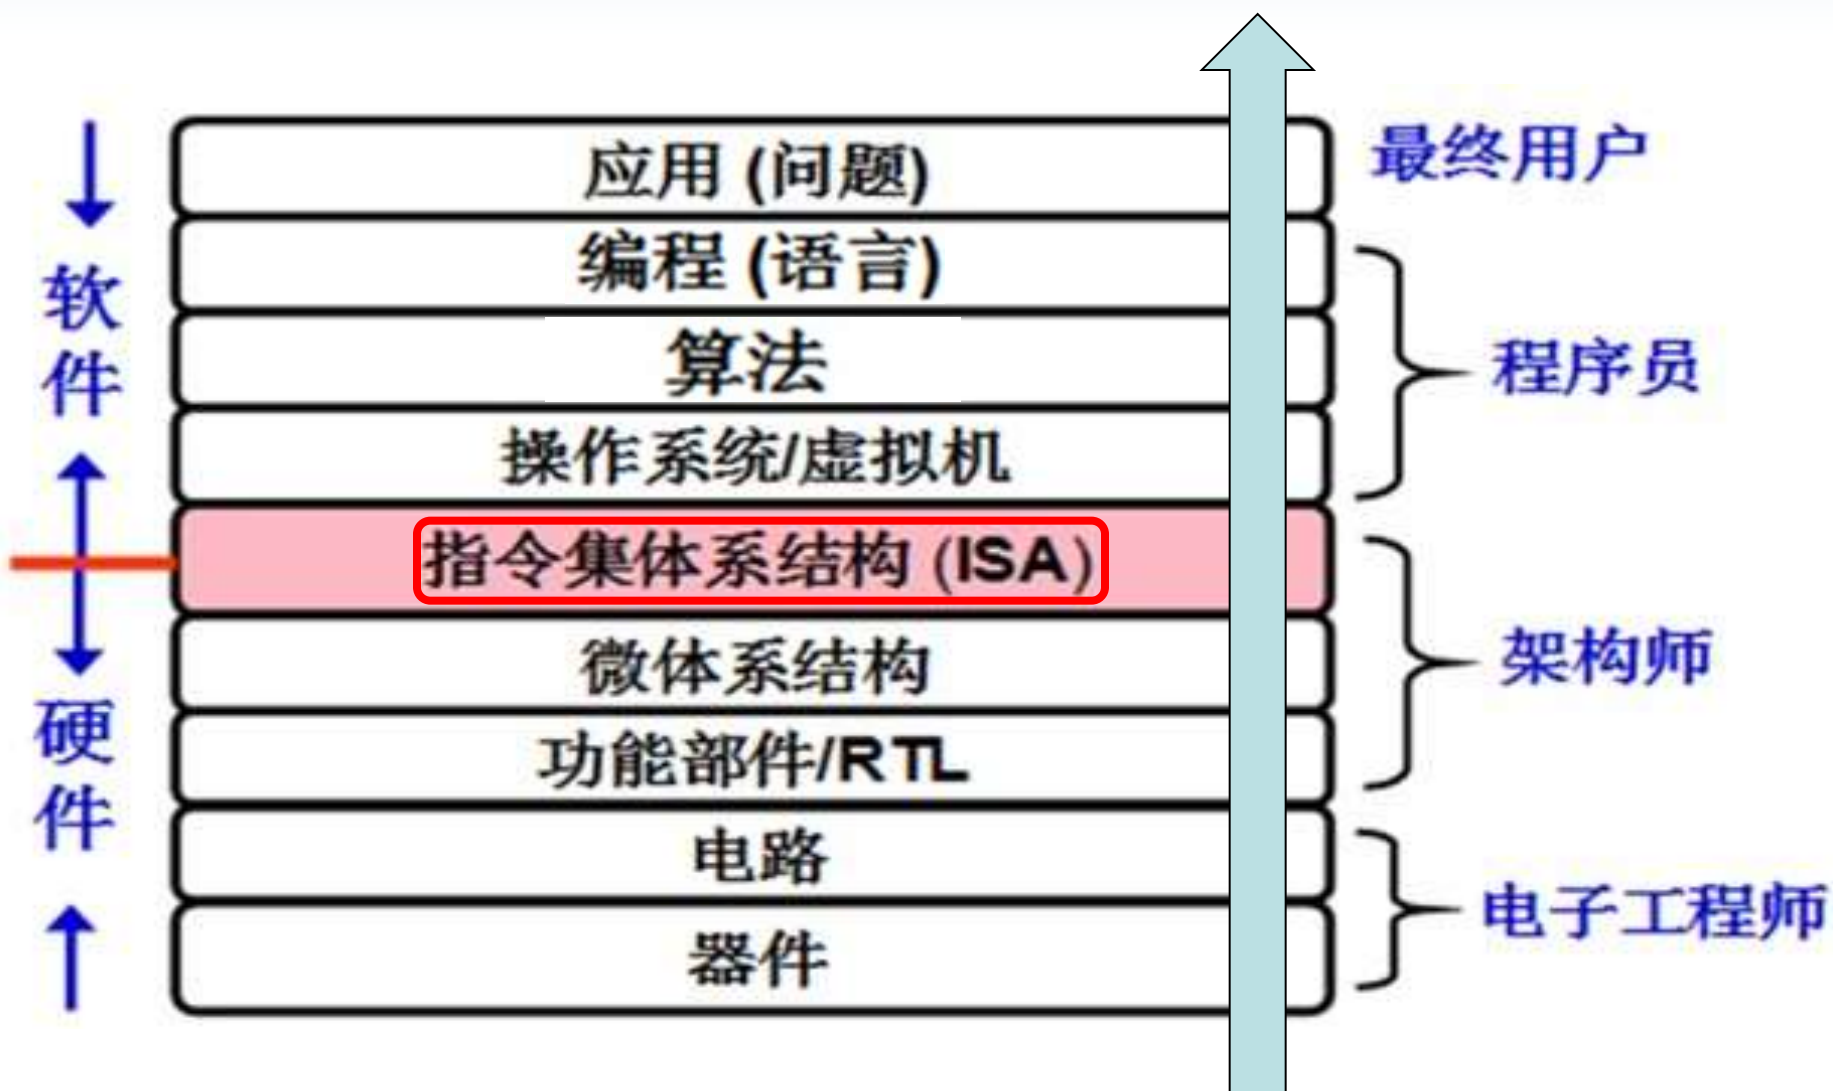 应用 (问题)
最终用户
编程 (语言)
软件
算法
程序员
操作系统/虚拟机
指令集体系结构 (ISA)
微体系结构
架构师
硬件
功能部件/RTL
电路
电子工程师
器件